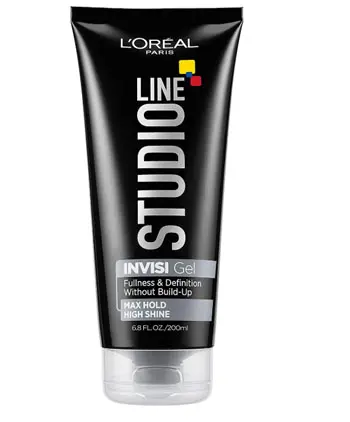 L'ORÉAL
PARIS
STUDIO LINE
INVISI Gel
Fullness & Definition
Without Build-Up
MAX HOLD
HIGH SHINE
6.8 FL.OZ./200ml